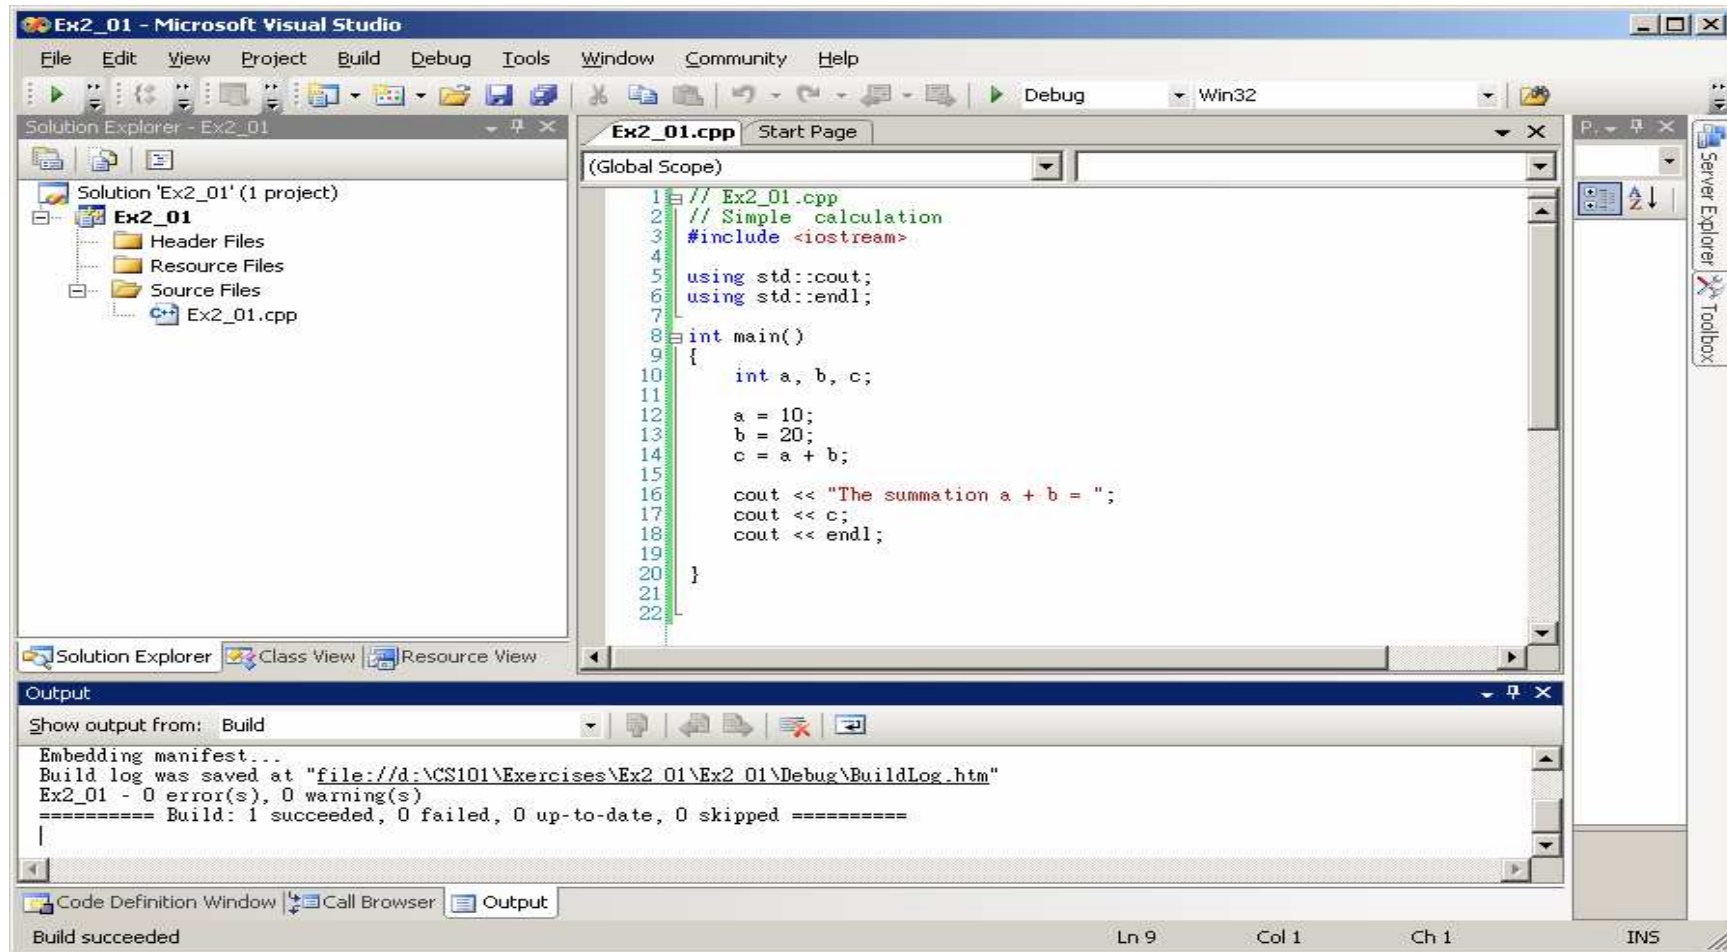 Ex2_01 - Microsoft Visual Studio
File Edit View Project Build Debug Tools Window Community Help
Debug Win32
Solution Explorer - Ex2_01
Solution 'Ex2_01' (1 project)
Ex2_01
Header Files
Resource Files
Source Files
Ex2_01.cpp
Solution Explorer Class View Resource View
Ex2_01.cpp Start Page
(Global Scope)
1 // Ex2_01.cpp
2 // Simple  calculation
3 #include <iostream>
4
5 using std::cout;
6 using std::endl;
7
8 int main()
9 {
10     int a, b, c;
11
12     a = 10;
13     b = 20;
14     c = a + b;
15
16     cout << "The summation a + b = ";
17     cout << c;
18     cout << endl;
19
20 }
21
22
P.
Server Explorer
Toolbox
Output
Show output from: Build
Embedding manifest...
Build log was saved at "file://d:\CS101\Exercises\Ex2_01\Ex2_01\Debug\BuildLog.htm"
Ex2_01 - 0 error(s), 0 warning(s)
========== Build: 1 succeeded, 0 failed, 0 up-to-date, 0 skipped ==========
Code Definition Window Call Browser Output
Build succeeded Ln 9 Col 1 Ch 1 INS